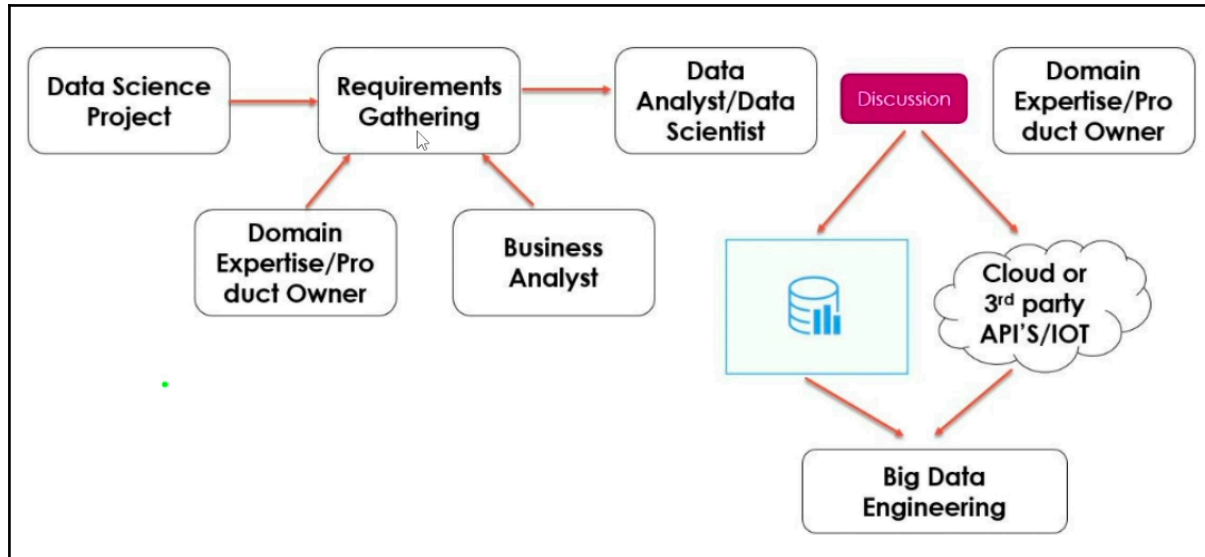 Data Science
Project
Requirements
Gathering
Data
Analyst/Data
Scientist
Discussion
Domain
Expertise/Pro
duct Owner
Domain
Expertise/Pro
duct Owner
Business
Analyst
Cloud or
3rd party
API'S/IOT
Big Data
Engineering